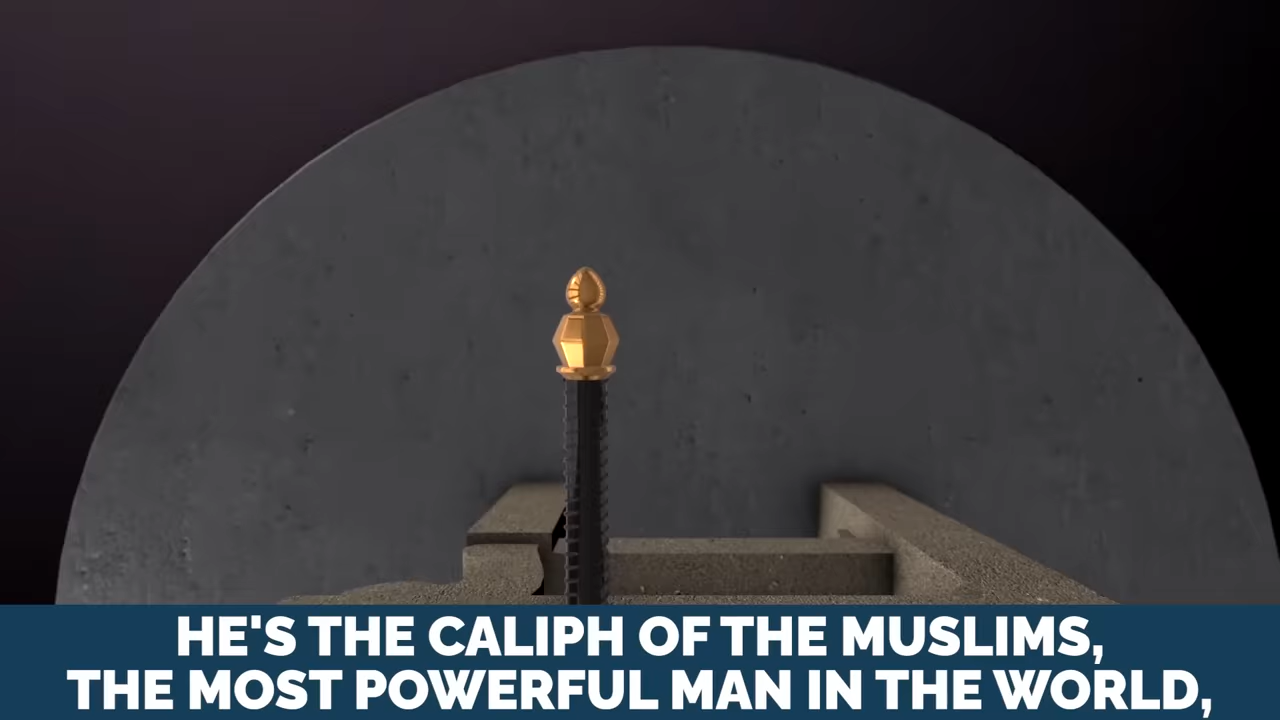 HE'S THE CALIPH OF THE MUSLIMS,
THE MOST POWERFUL MAN IN THE WORLD,